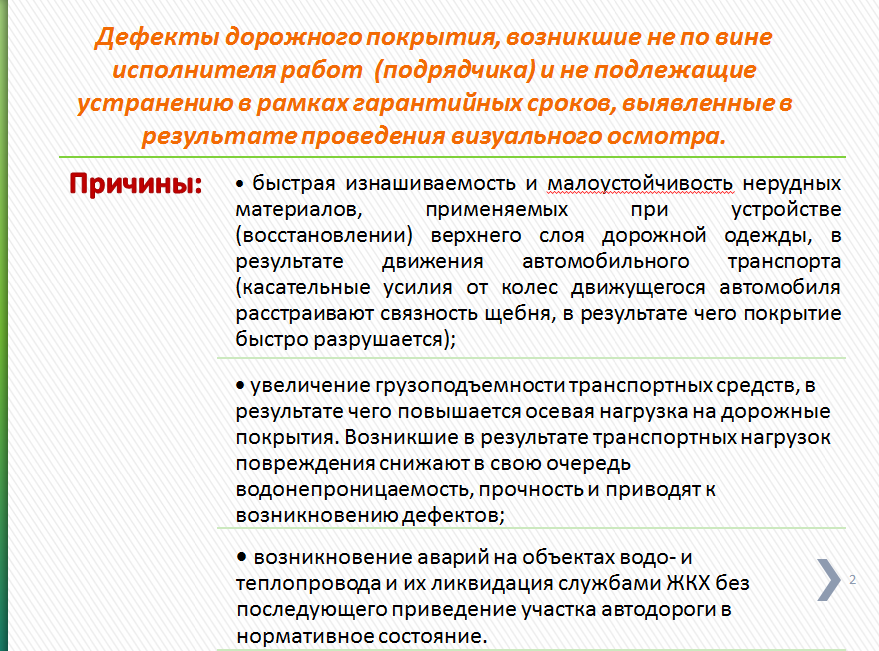 Дефекты дорожного покрытия, возникшие не по вине
исполнителя работ (подрядчика) и не подлежащие
устранению в рамках гарантийных сроков, выявленные в
результате проведения визуального осмотра.
Причины:
• быстрая изнашиваемость и малоустойчивость нерудных
материалов, применяемых при устройстве
(восстановлении) верхнего слоя дорожной одежды, в
результате движения автомобильного транспорта
(касательные усилия от колес движущегося автомобиля
расстраивают связность щебня, в результате чего покрытие
быстро разрушается);
• увеличение грузоподъемности транспортных средств, в
результате чего повышается осевая нагрузка на дорожные
покрытия. Возникшие в результате транспортных нагрузок
повреждения снижают в свою очередь
водонепроницаемость, прочность и приводят к
возникновению дефектов;
• возникновение аварий на объектах водо- и
теплопровода и их ликвидация службами ЖКХ без
последующего приведение участка автодороги в
нормативное состояние.
2